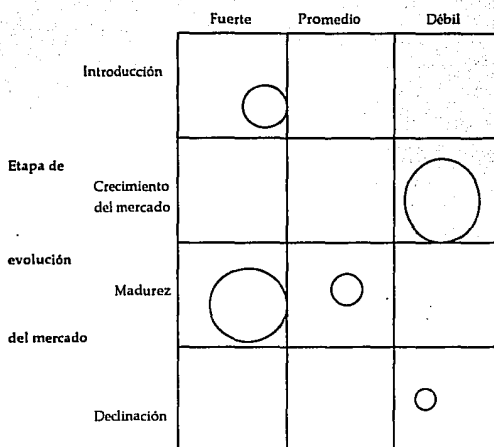 Fuerte Promedio Débil
Introducción
Etapa de
Crecimiento
del mercado
evolución
Madurez
del mercado
Declinación